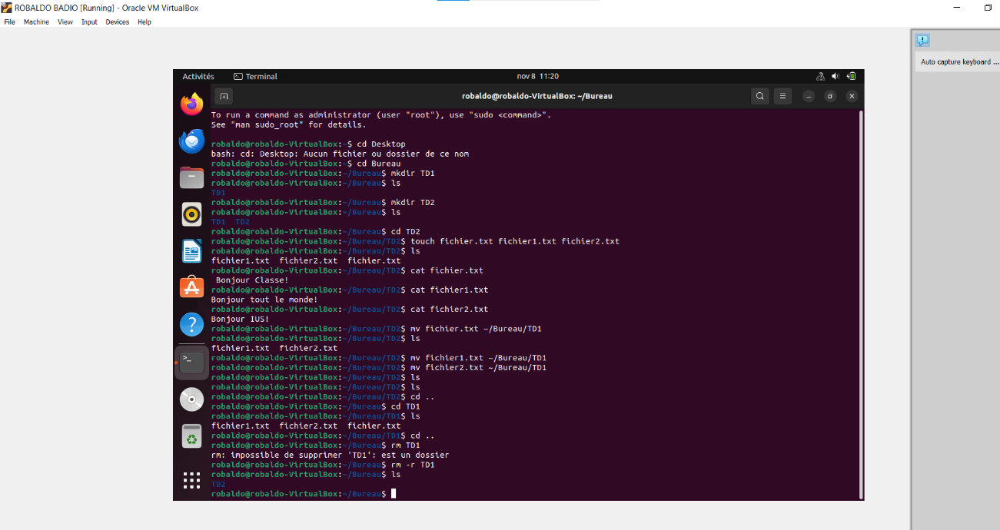 ROBALDO BADIO [Running] - Oracle VM VirtualBox
File Machine View Input Devices Help
Auto capture keyboard ...
Activités Terminal nov 8 11:20
robaldo@robaldo-VirtualBox: ~/Bureau
To run a command as administrator (user "root"), use "sudo <command>".
See "man sudo_root" for details.
robaldo@robaldo-VirtualBox:~$ cd Desktop
bash: cd: Desktop: Aucun fichier ou dossier de ce nom
robaldo@robaldo-VirtualBox:~$ cd Bureau
robaldo@robaldo-VirtualBox:~/Bureau$ mkdir TD1
robaldo@robaldo-VirtualBox:~/Bureau$ ls
TD1
robaldo@robaldo-VirtualBox:~/Bureau$ mkdir TD2
robaldo@robaldo-VirtualBox:~/Bureau$ ls
TD1 TD2
robaldo@robaldo-VirtualBox:~/Bureau$ cd TD2
robaldo@robaldo-VirtualBox:~/Bureau/TD2$ touch fichier.txt fichier1.txt fichier2.txt
robaldo@robaldo-VirtualBox:~/Bureau/TD2$ ls
fichier1.txt fichier2.txt fichier.txt
robaldo@robaldo-VirtualBox:~/Bureau/TD2$ cat fichier.txt
Bonjour Classe!
robaldo@robaldo-VirtualBox:~/Bureau/TD2$ cat fichier1.txt
Bonjour tout le monde!
robaldo@robaldo-VirtualBox:~/Bureau/TD2$ cat fichier2.txt
Bonjour IUS!
robaldo@robaldo-VirtualBox:~/Bureau/TD2$ mv fichier.txt ~/Bureau/TD1
robaldo@robaldo-VirtualBox:~/Bureau/TD2$ ls
fichier1.txt fichier2.txt
robaldo@robaldo-VirtualBox:~/Bureau/TD2$ mv fichier1.txt ~/Bureau/TD1
robaldo@robaldo-VirtualBox:~/Bureau/TD2$ mv fichier2.txt ~/Bureau/TD1
robaldo@robaldo-VirtualBox:~/Bureau/TD2$ ls
robaldo@robaldo-VirtualBox:~/Bureau/TD2$ ls
robaldo@robaldo-VirtualBox:~/Bureau/TD2$ cd ..
robaldo@robaldo-VirtualBox:~/Bureau$ cd TD1
robaldo@robaldo-VirtualBox:~/Bureau/TD1$ ls
fichier1.txt fichier2.txt fichier.txt
robaldo@robaldo-VirtualBox:~/Bureau/TD1$ cd ..
robaldo@robaldo-VirtualBox:~/Bureau$ rm TD1
rm: impossible de supprimer 'TD1': est un dossier
robaldo@robaldo-VirtualBox:~/Bureau$ rm -r TD1
robaldo@robaldo-VirtualBox:~/Bureau$ ls
TD2
robaldo@robaldo-VirtualBox:~/Bureau$